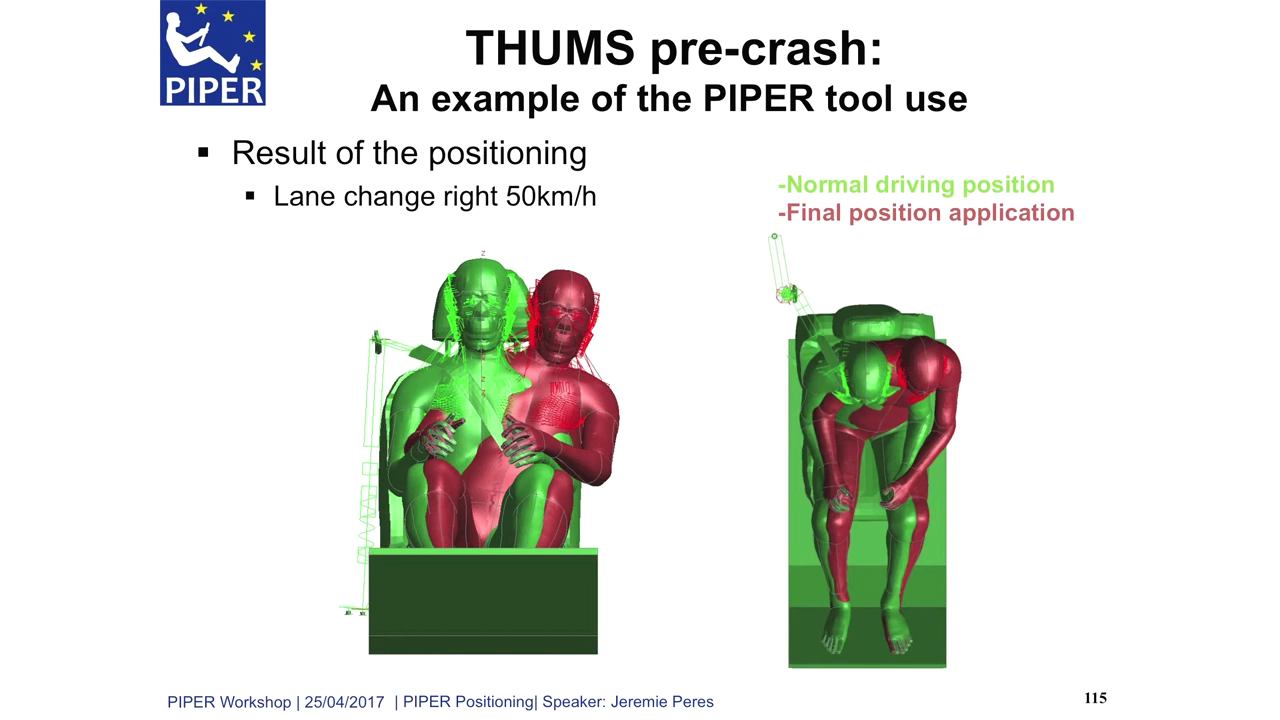 PIPER
THUMS pre-crash:
An example of the PIPER tool use
▪ Result of the positioning
▪ Lane change right 50km/h
-Normal driving position
-Final position application
Z
Z
Z
PIPER Workshop | 25/04/2017 | PIPER Positioning| Speaker: Jeremie Peres
115